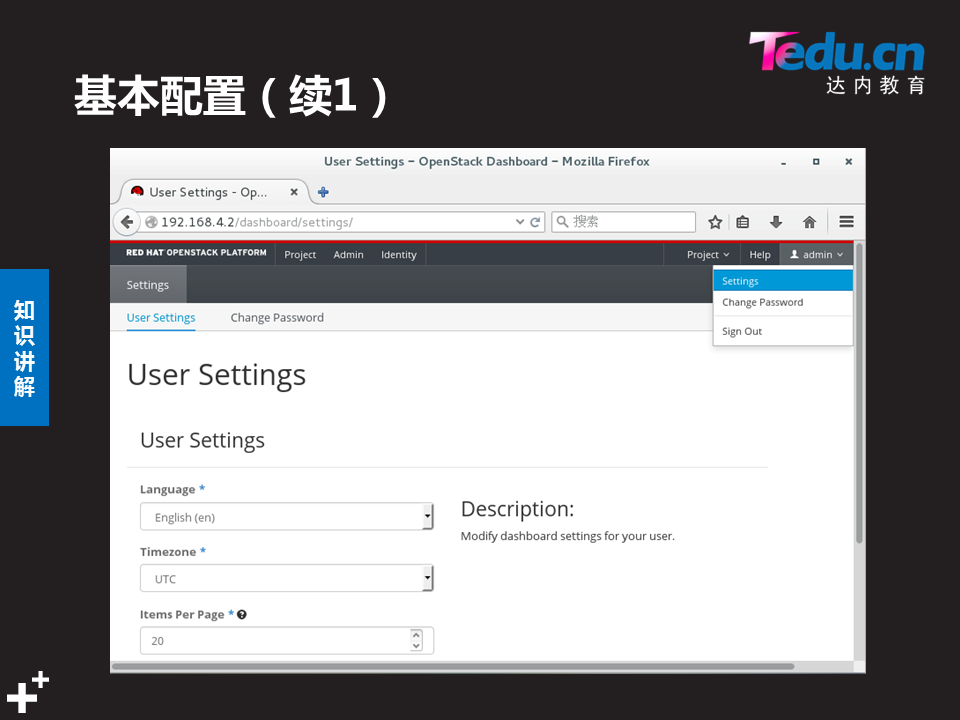 Tedu.cn
达内教育
基本配置（续1）
知识讲解
User Settings – OpenStack Dashboard – Mozilla Firefox
User Settings - Op...
192.168.4.2/dashboard/settings/
搜索
RED HAT OPENSTACK PLATFORM Project Admin Identity Project Help admin
Settings
Settings
Change Password
Sign Out
User Settings Change Password
User Settings
User Settings
Language *
English (en)
Timezone *
UTC
Items Per Page *
20
Description:
Modify dashboard settings for your user.